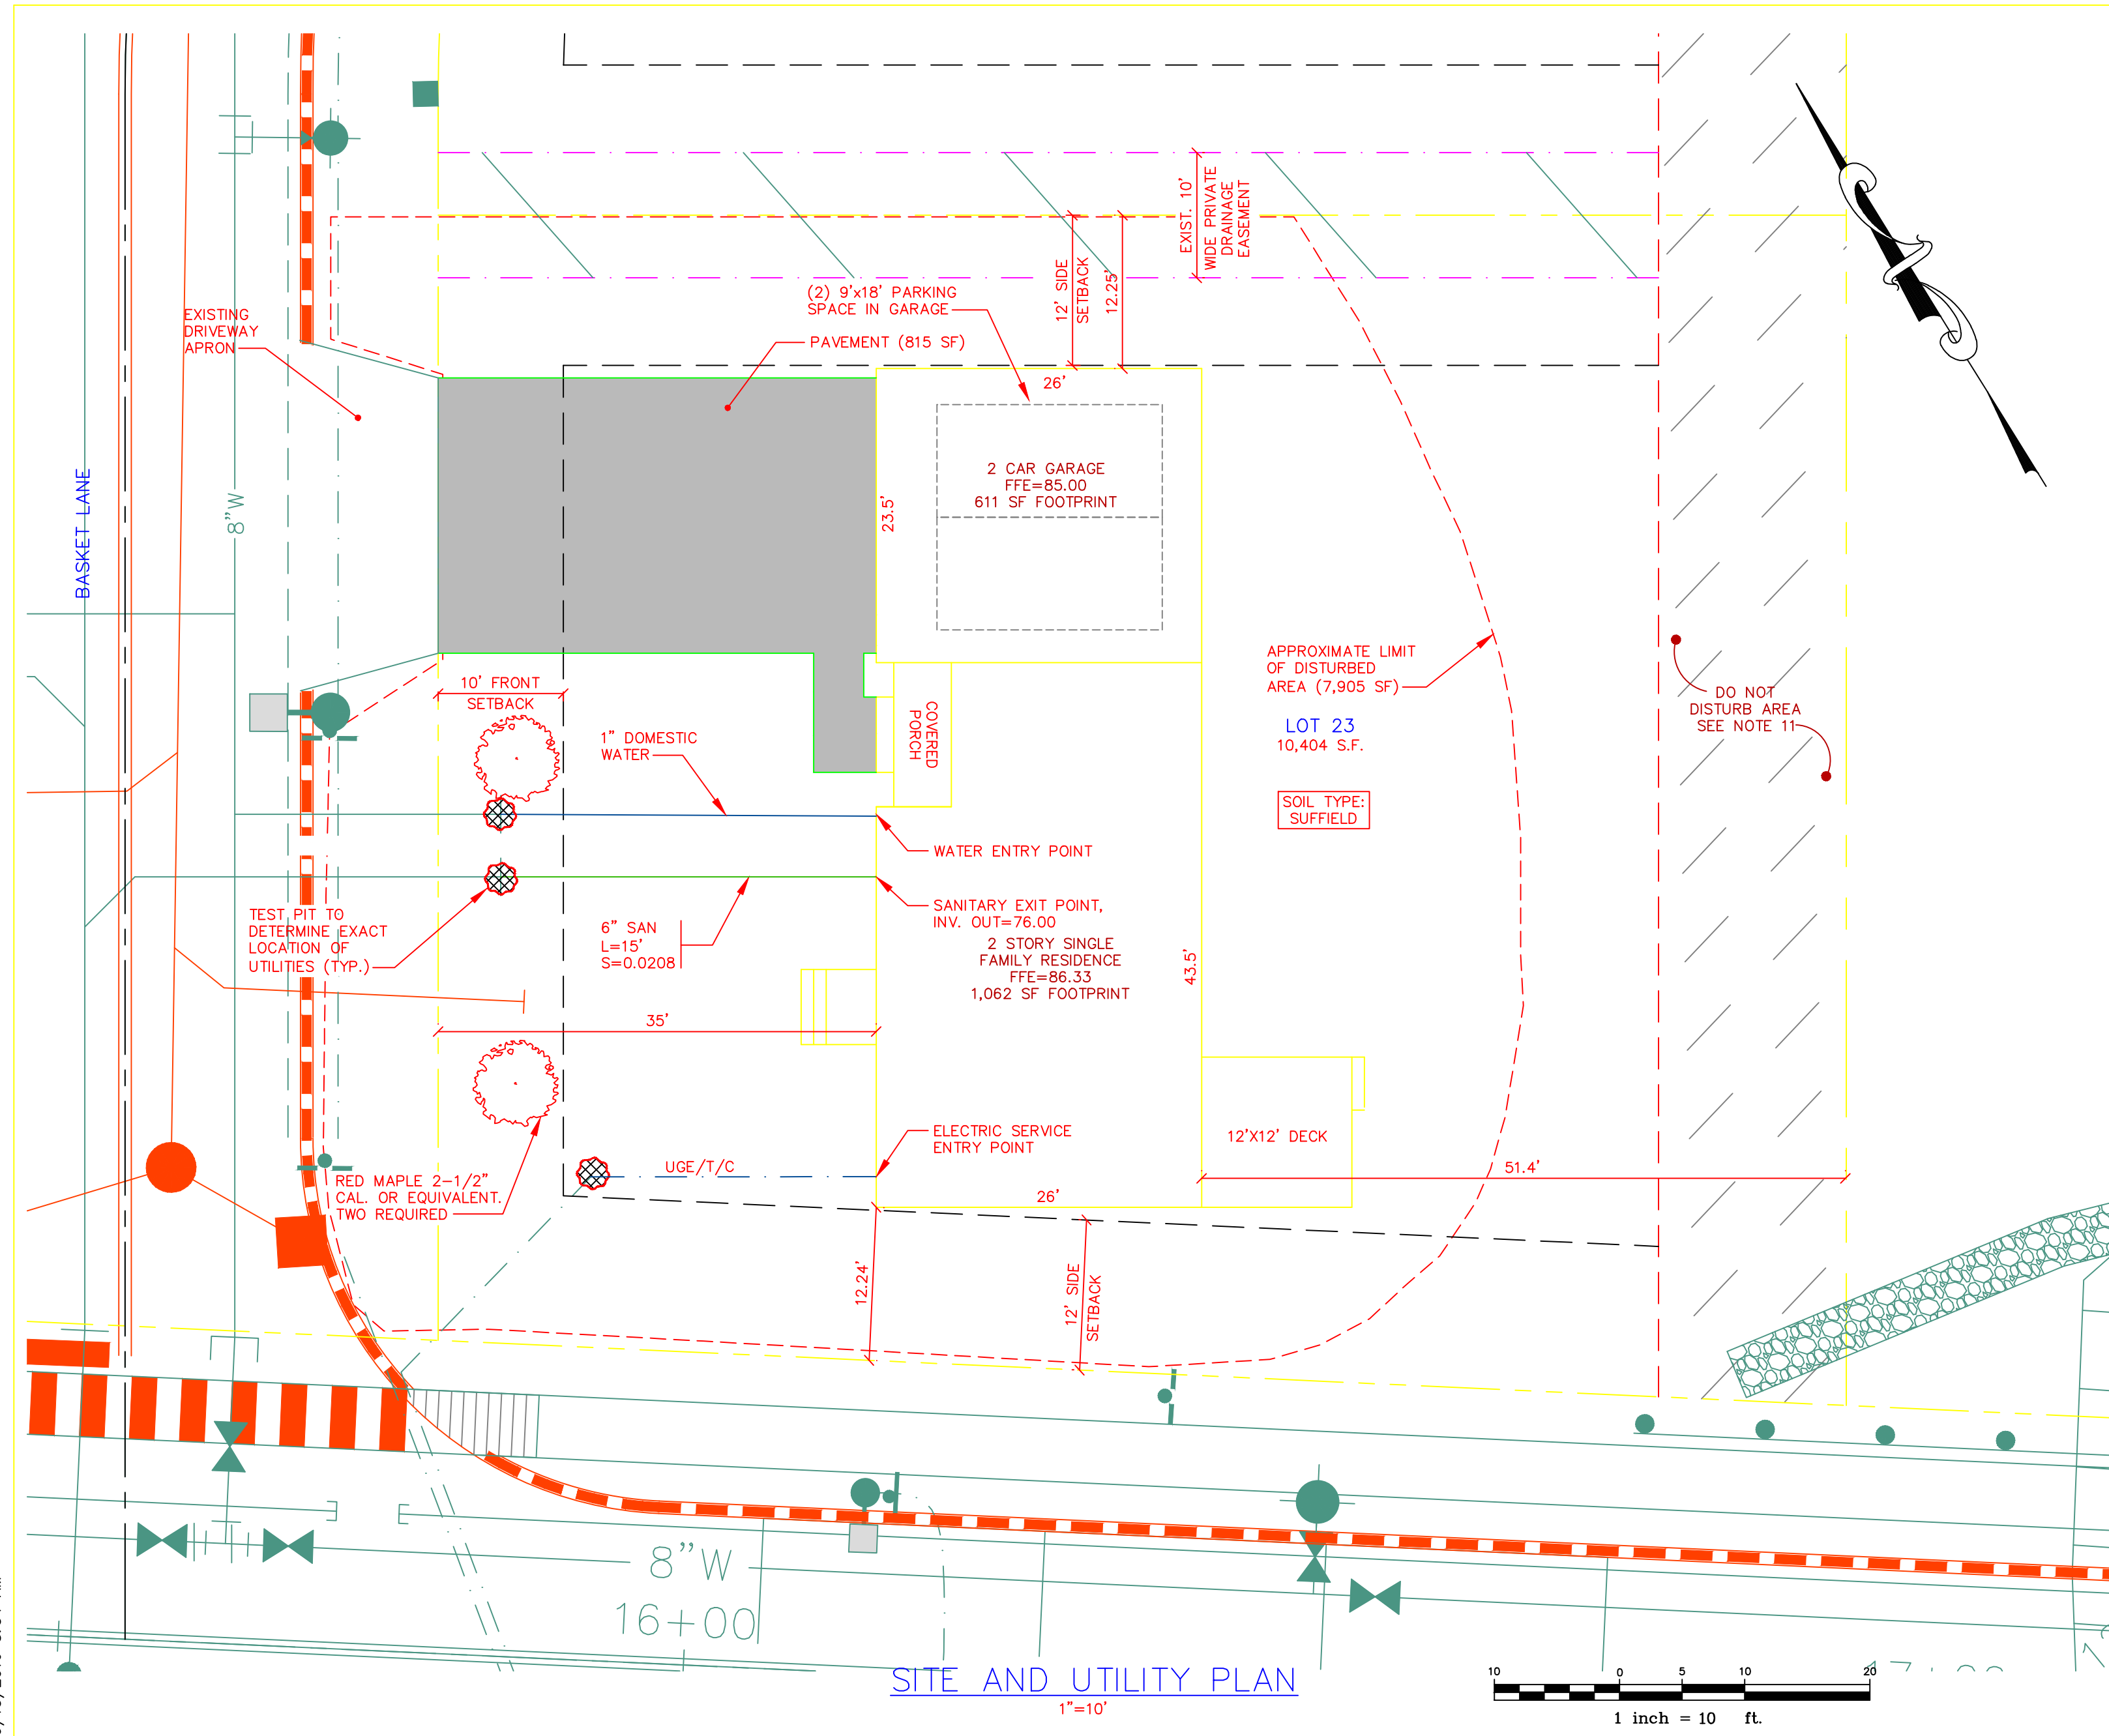 EXIST. 10'
WIDE PRIVATE
DRAINAGE
EASEMENT
12' SIDE
SETBACK
12.25'
(2) 9'x18' PARKING
SPACE IN GARAGE
PAVEMENT (815 SF)
EXISTING
DRIVEWAY
APRON
26'
BASKET LANE
8"W
23.5'
2 CAR GARAGE
FFE=85.00
611 SF FOOTPRINT
APPROXIMATE LIMIT
OF DISTURBED
AREA (7,905 SF)
DO NOT
DISTURB AREA
SEE NOTE 11
10' FRONT
SETBACK
COVERED
PORCH
LOT 23
10,404 S.F.
1" DOMESTIC
WATER
SOIL TYPE:
SUFFIELD
WATER ENTRY POINT
SANITARY EXIT POINT,
INV. OUT=76.00
TEST PIT TO
DETERMINE EXACT
LOCATION OF
UTILITIES (TYP.)
6" SAN
L=15'
S=0.0208
2 STORY SINGLE
FAMILY RESIDENCE
FFE=86.33
1,062 SF FOOTPRINT
43.5'
35'
ELECTRIC SERVICE
ENTRY POINT
12'X12' DECK
UGE/T/C
51.4'
RED MAPLE 2-1/2"
CAL. OR EQUIVALENT.
TWO REQUIRED
26'
12.24'
12' SIDE
SETBACK
8"W
16+00
SITE AND UTILITY PLAN
1"=10'
10 0 5 10 20
1 inch = 10 ft.